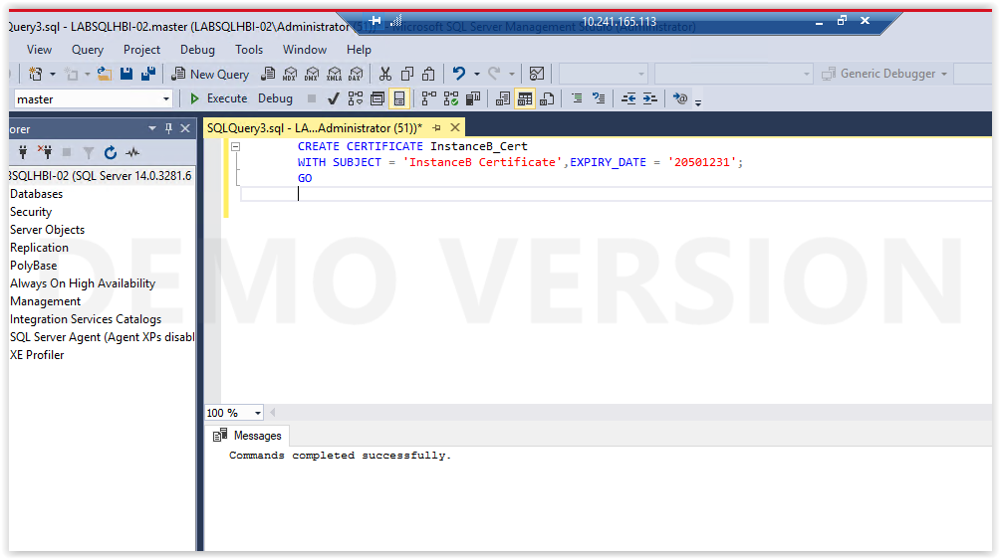 Query3.sql - LABSQLHBI-02.master (LABSQLHBI-02\Administrator (51))* - Microsoft SQL Server Management Studio (Administrator)
10.241.165.113
View Query Project Debug Tools Window Help
New Query MDX DMX XMLA DAX Generic Debugger
master Execute Debug
orer
SQLQuery3.sql - LA...Administrator (51))*
BSQLHBI-02 (SQL Server 14.0.3281.6
Databases
Security
Server Objects
Replication
PolyBase
Always On High Availability
Management
Integration Services Catalogs
SQL Server Agent (Agent XPs disabl
XE Profiler
CREATE CERTIFICATE InstanceB_Cert
WITH SUBJECT = 'InstanceB Certificate',EXPIRY_DATE = '20501231';
GO
DEMO VERSION
100 %
Messages
Commands completed successfully.